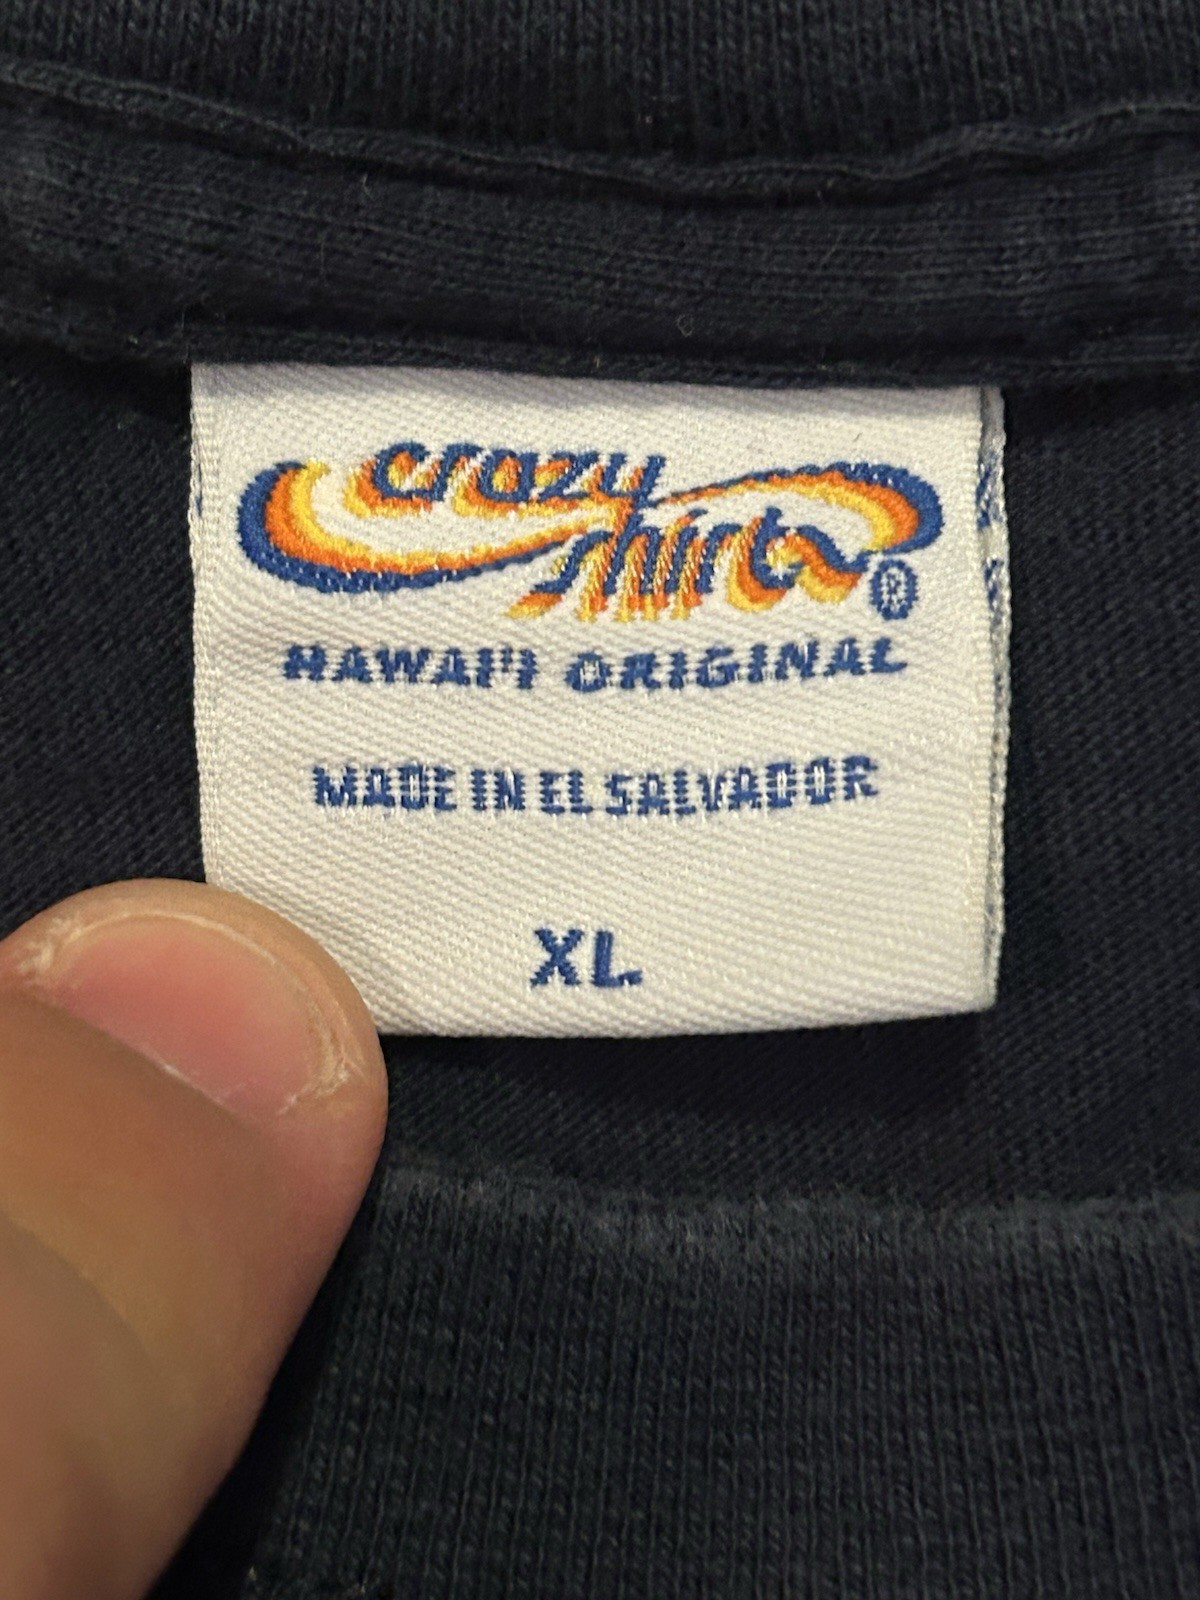 crazy
shirts®
HAWAI'I ORIGINAL
MADE IN EL SALVADOR
XL